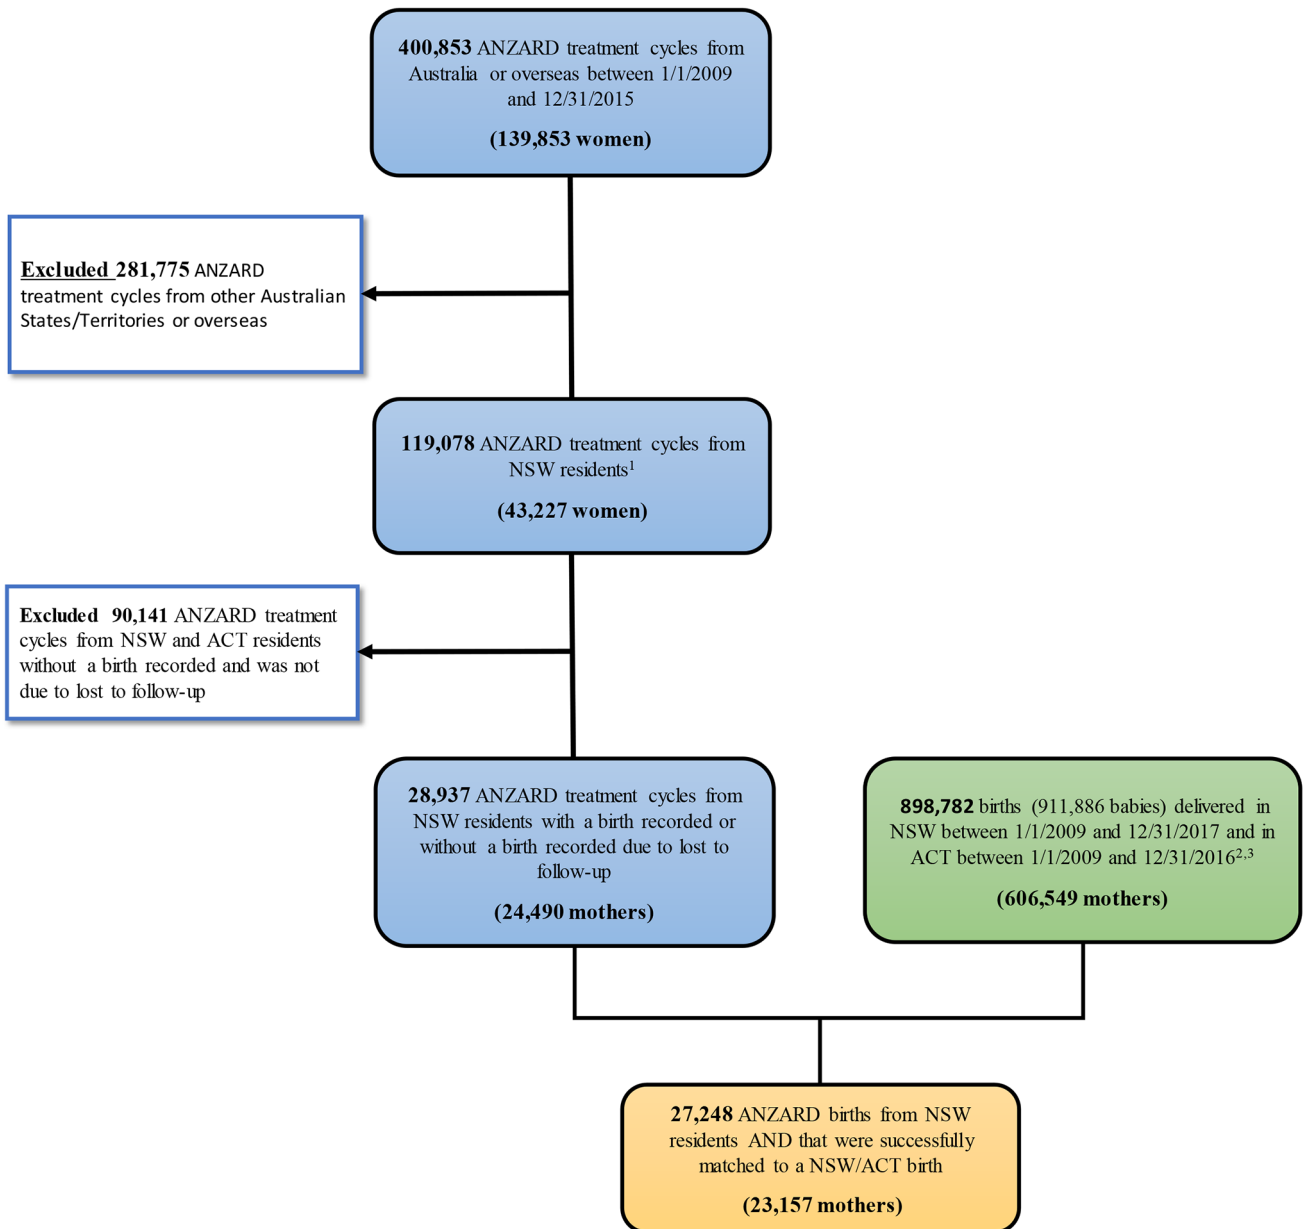 400,853 ANZARD treatment cycles from
Australia or overseas between 1/1/2009
and 12/31/2015
(139,853 women)
Excluded 281,775 ANZARD
treatment cycles from other Australian
States/Territories or overseas
119,078 ANZARD treatment cycles from
NSW residents¹
(43,227 women)
Excluded 90,141 ANZARD treatment
cycles from NSW and ACT residents
without a birth recorded and was not
due to lost to follow-up
28,937 ANZARD treatment cycles from
NSW residents with a birth recorded or
without a birth recorded due to lost to
follow-up
(24,490 mothers)
898,782 births (911,886 babies) delivered in
NSW between 1/1/2009 and 12/31/2017 and in
ACT between 1/1/2009 and 12/31/2016²,³
(606,549 mothers)
27,248 ANZARD births from NSW
residents AND that were successfully
matched to a NSW/ACT birth
(23,157 mothers)